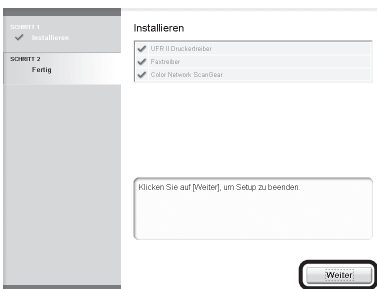 SCHRITT 1
Installieren
SCHRITT 2
Fertig
Installieren
UFR II Druckertreiber
Faxtreiber
Color Network ScanGear
Klicken Sie auf [Weiter], um Setup zu beenden.
Weiter